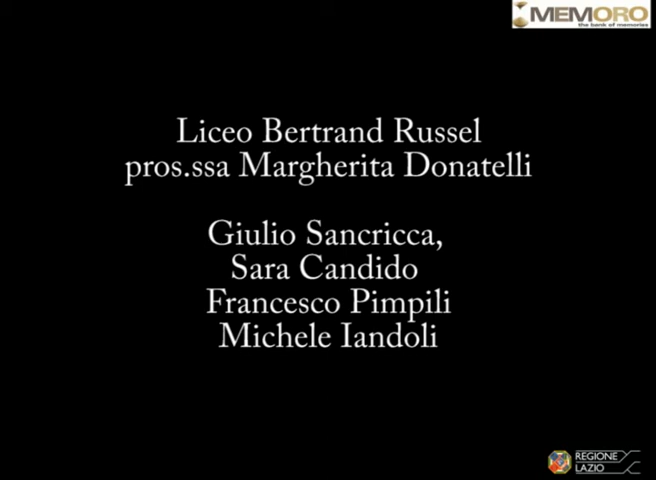 MEMORO
the bank of memories
Liceo Bertrand Russel
pros.ssa Margherita Donatelli
Giulio Sancricca,
Sara Candido
Francesco Pimpili
Michele Iandoli
REGIONE
LAZIO